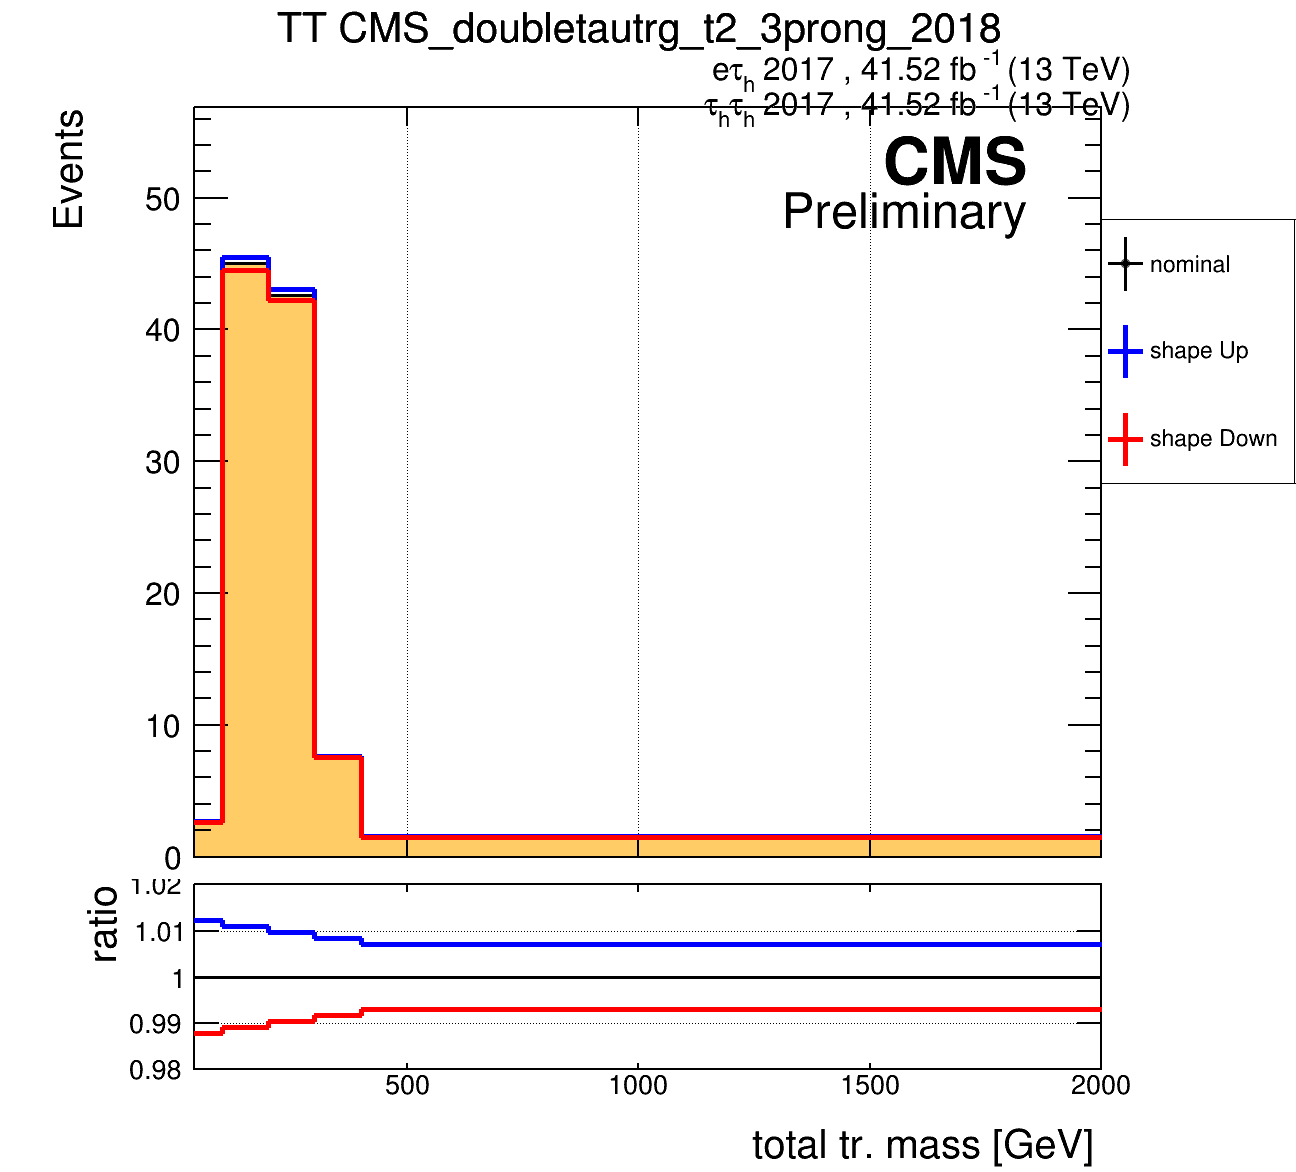 TT CMS_doubletautrg_t2_3prong_2018
eτh 2017 , 41.52 fb -1 (13 TeV)
τhτh 2017 , 41.52 fb -1 (13 TeV)
CMS
Preliminary
Events
50
40
30
20
10
0
nominal
shape Up
shape Down
ratio
1.02
1.01
1
0.99
0.98
500 1000 1500 2000
total tr. mass [GeV]